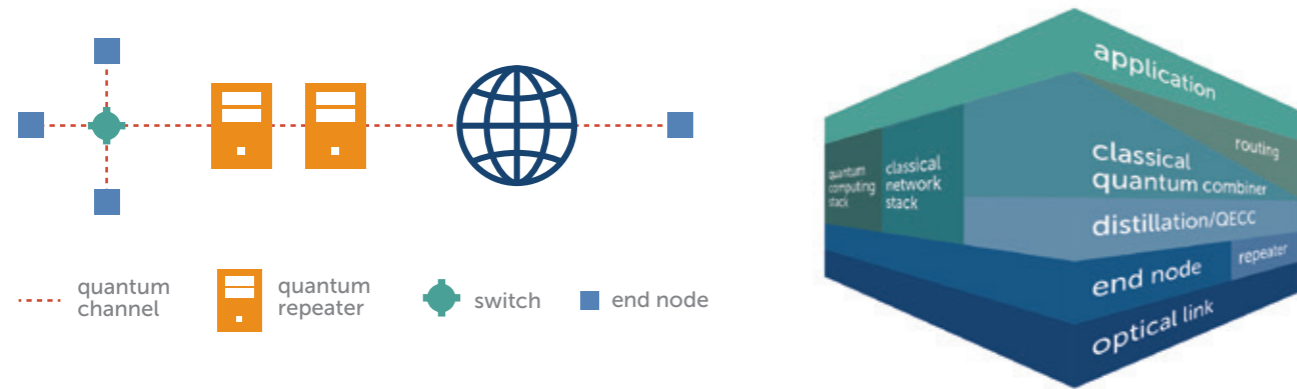 quantum
channel
quantum
repeater
switch
end node
application
routing
quantum
computing
stack
classical
network
stack
classical
quantum combiner
distillation/QECC
end node
repeater
optical link